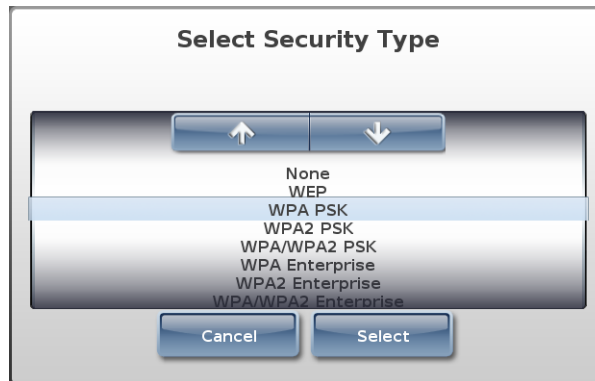 Select Security Type
None
WEP
WPA PSK
WPA2 PSK
WPA/WPA2 PSK
WPA Enterprise
WPA2 Enterprise
WPA/WPA2 Enterprise
Cancel Select